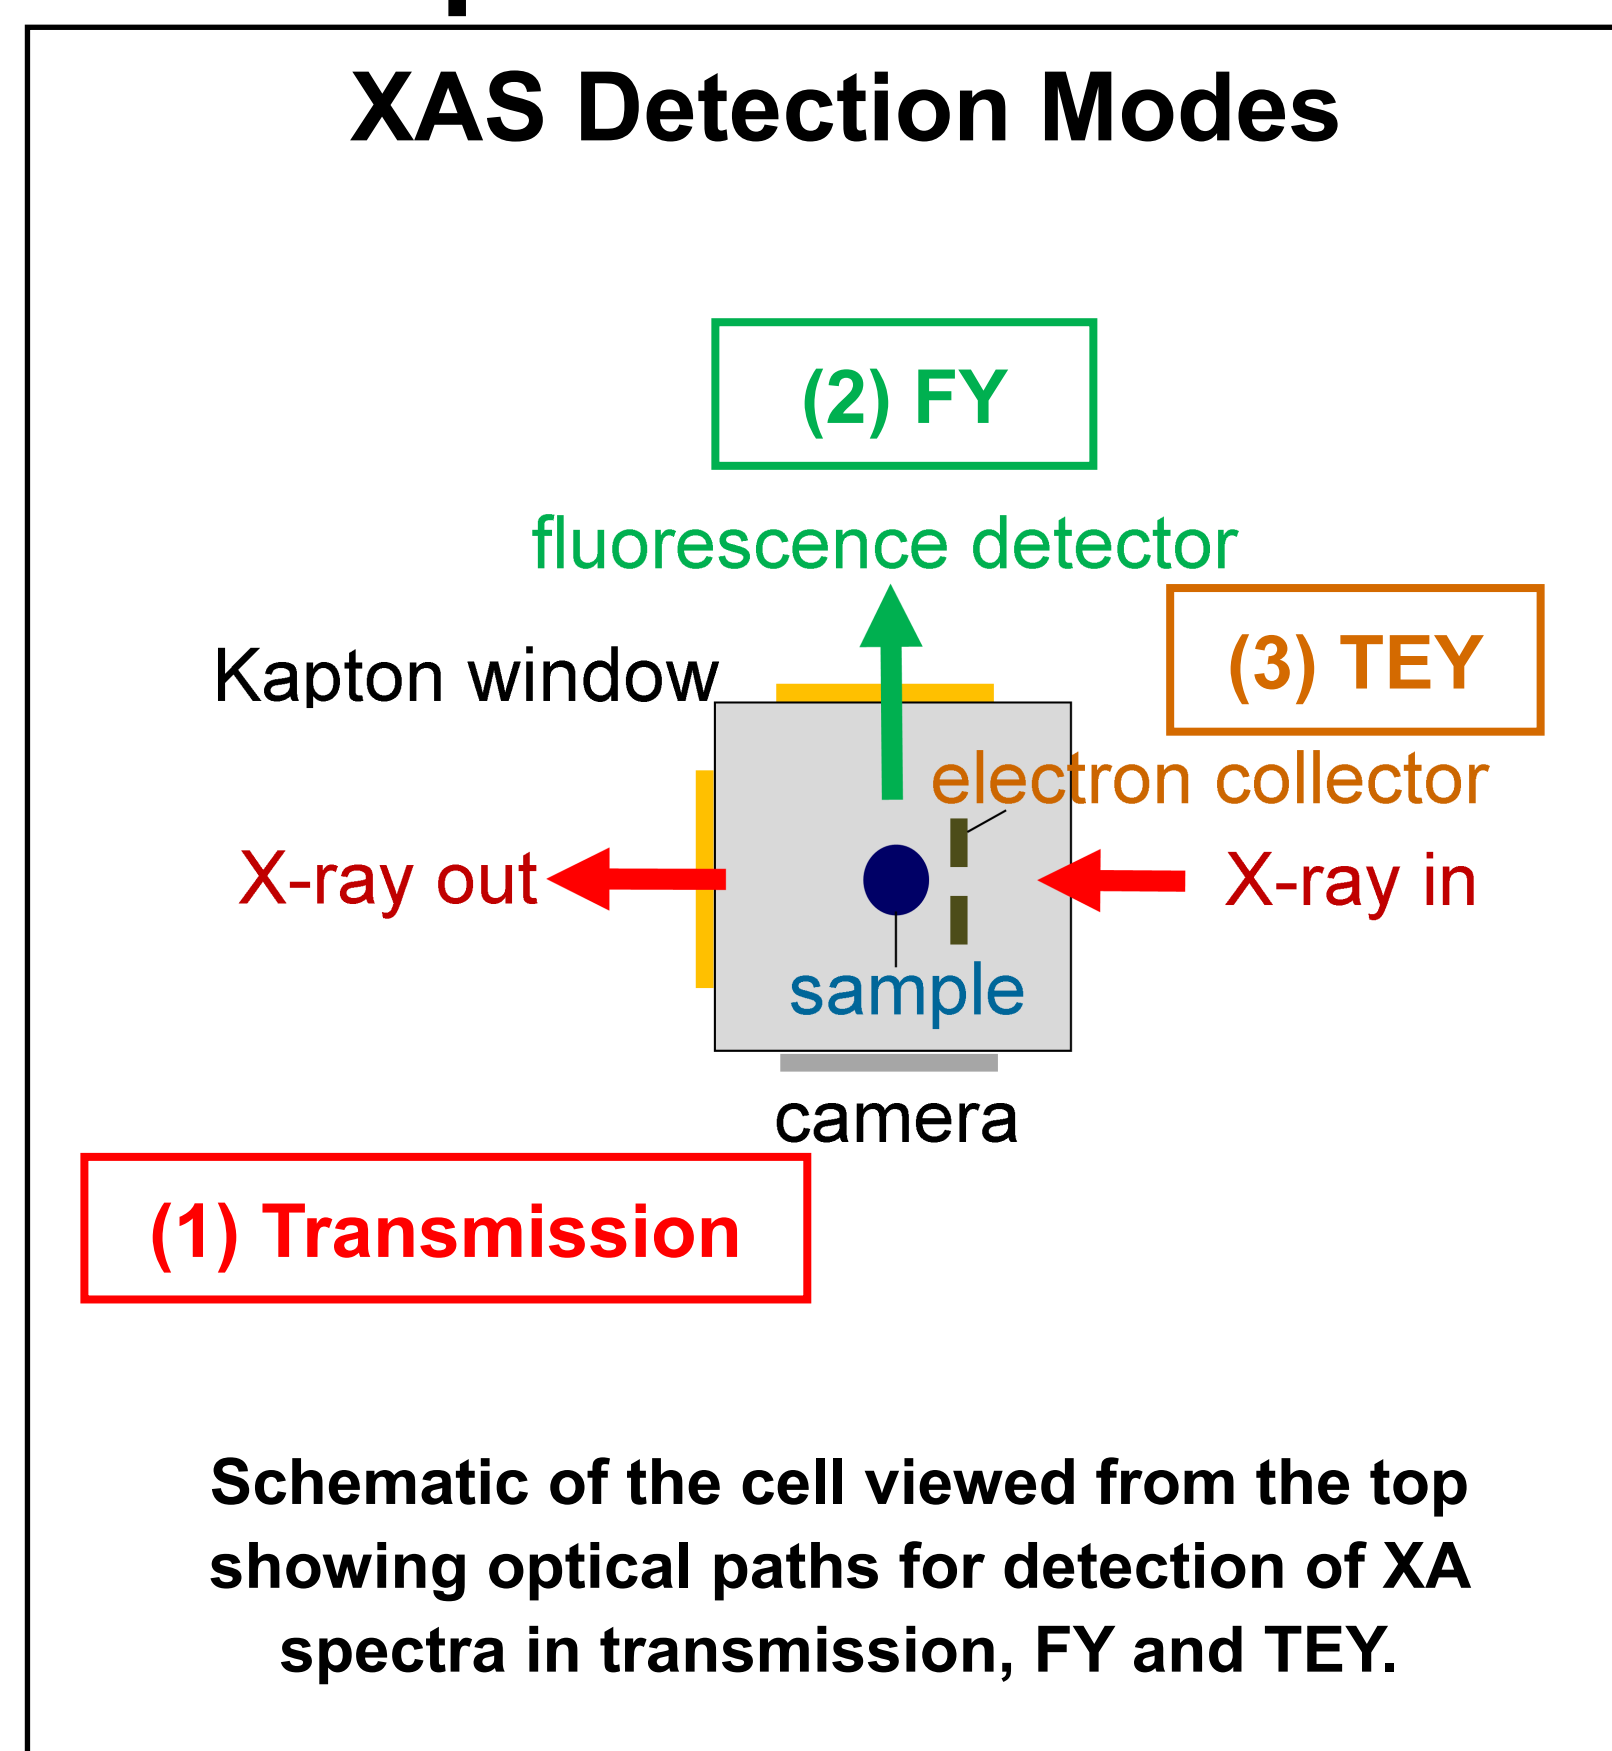 XAS Detection Modes
(2) FY
fluorescence detector
Kapton window
(3) TEY
electron collector
X-ray out
X-ray in
sample
camera
(1) Transmission
Schematic of the cell viewed from the top
showing optical paths for detection of XA
spectra in transmission, FY and TEY.